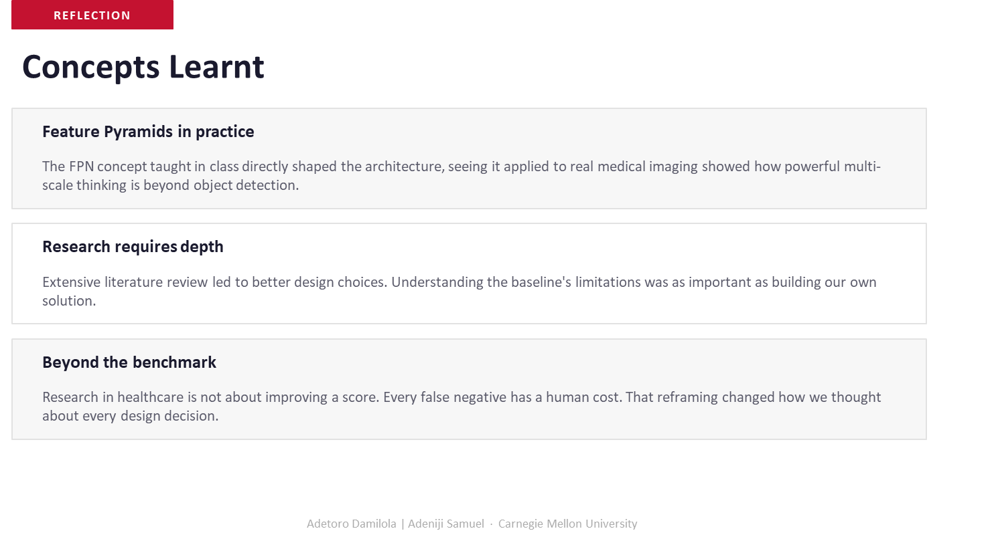 REFLECTION
Concepts Learnt
Feature Pyramids in practice
The FPN concept taught in class directly shaped the architecture, seeing it applied to real medical imaging showed how powerful multi-
scale thinking is beyond object detection.
Research requires depth
Extensive literature review led to better design choices. Understanding the baseline's limitations was as important as building our own
solution.
Beyond the benchmark
Research in healthcare is not about improving a score. Every false negative has a human cost. That reframing changed how we thought
about every design decision.
Adetoro Damilola | Adeniji Samuel · Carnegie Mellon University